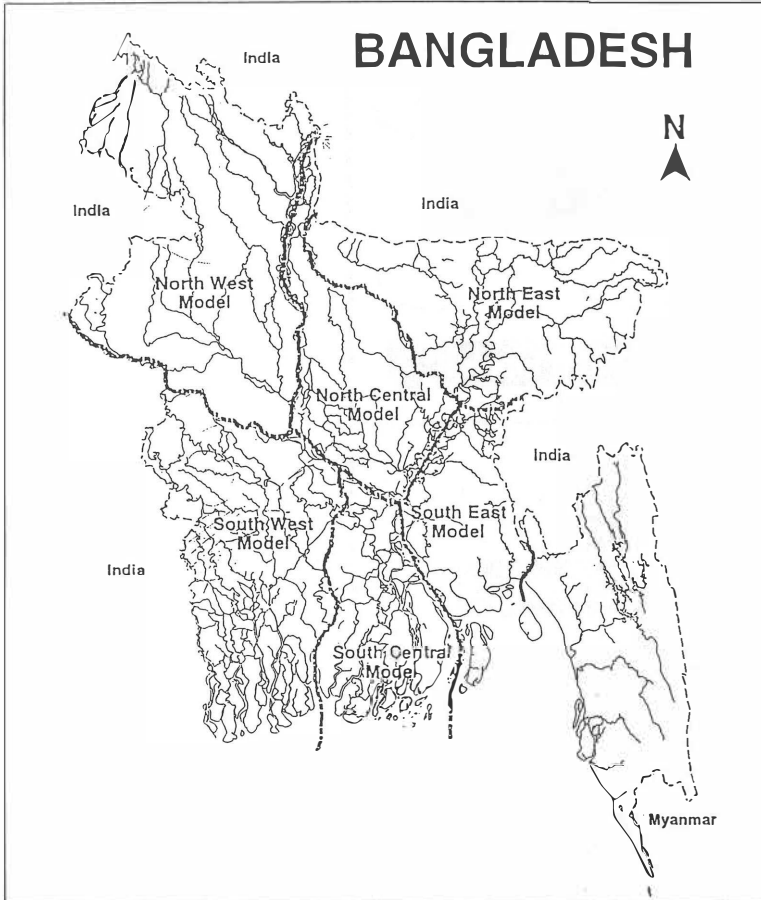 BANGLADESH
India
N
India
India
North West
Model
North East
Model
North Central
Model
India
South West
Model
South East
Model
India
South Central
Model
Myanmar